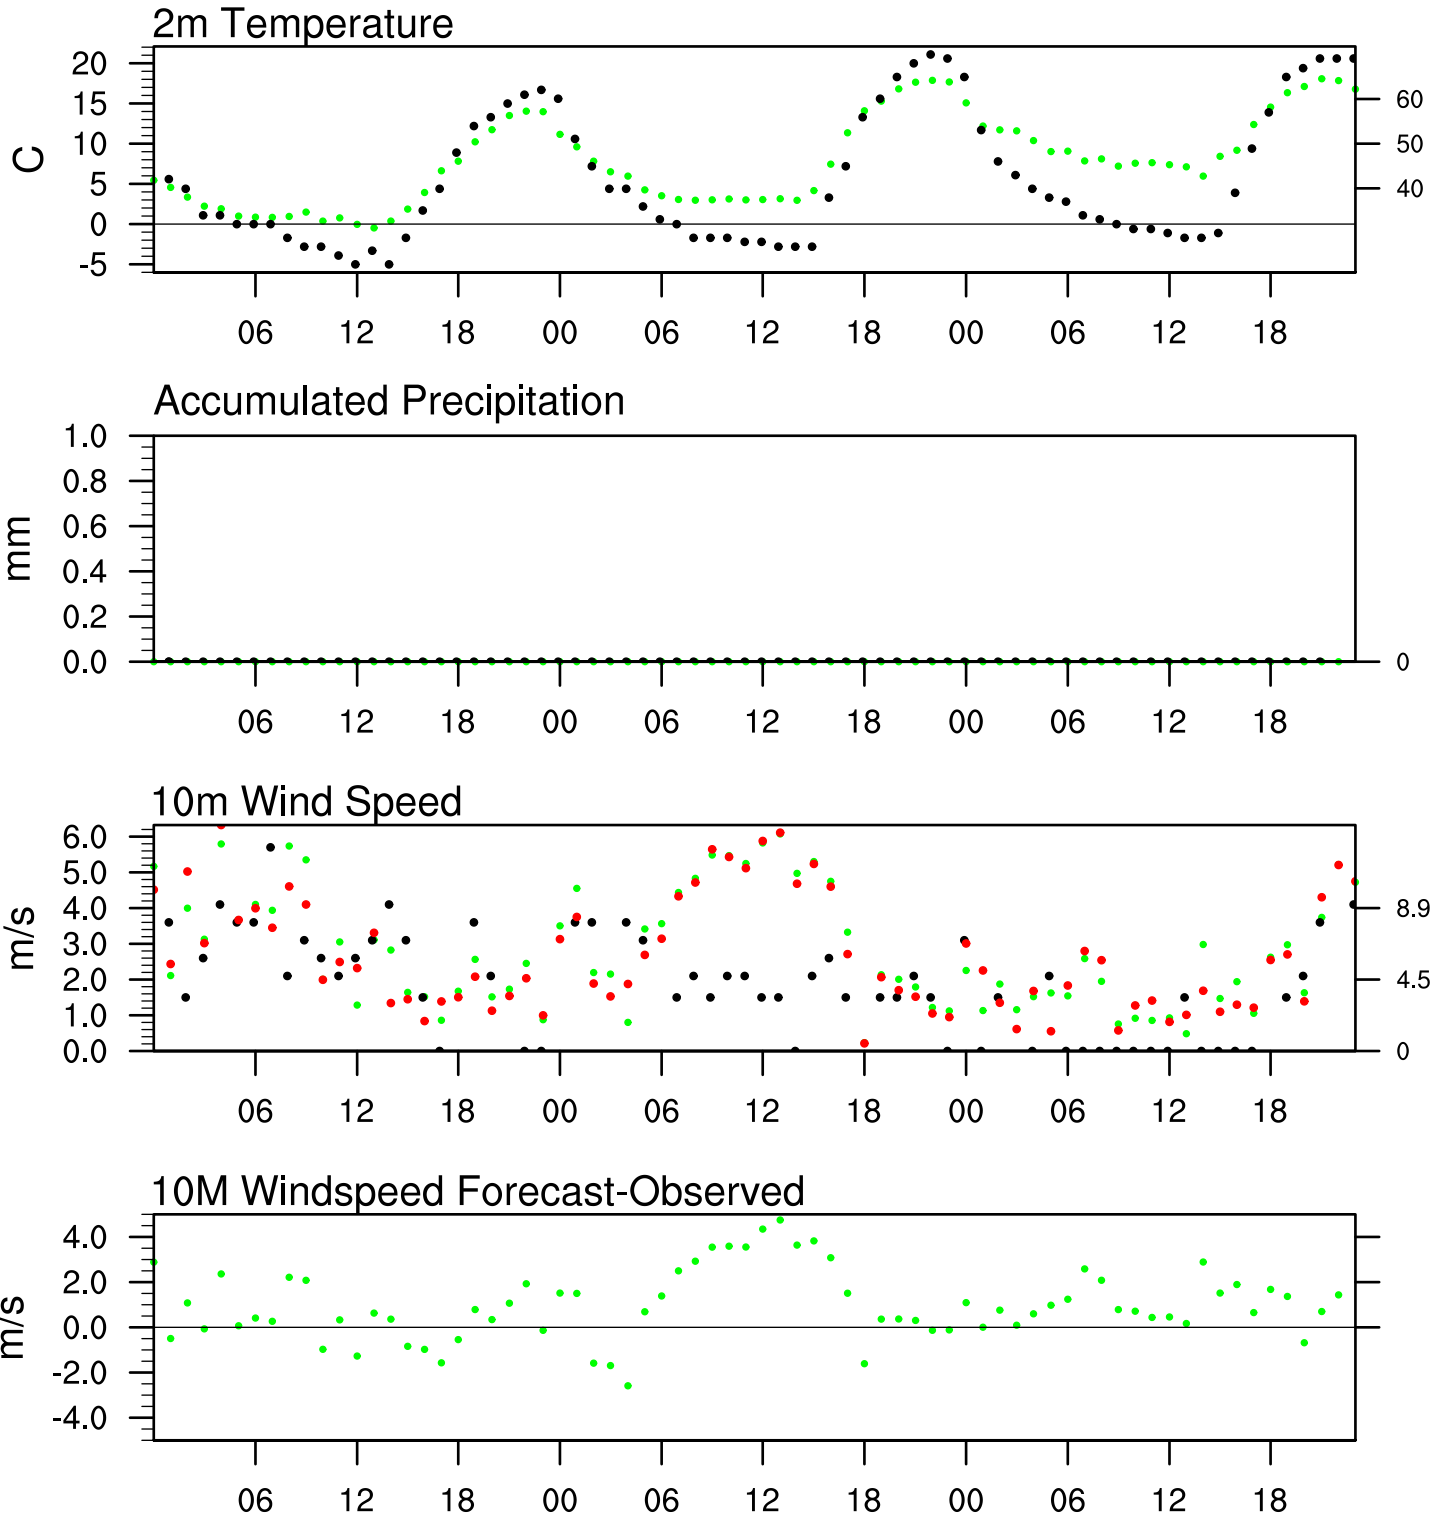 2m Temperature
20
15
10
5
0
-5
C
60
50
40
06 12 18 00 06 12 18 00 06 12 18
Accumulated Precipitation
1.0
0.8
0.6
0.4
0.2
0.0
mm
0
06 12 18 00 06 12 18 00 06 12 18
10m Wind Speed
6.0
5.0
4.0
3.0
2.0
1.0
0.0
m/s
8.9
4.5
0
06 12 18 00 06 12 18 00 06 12 18
10M Windspeed Forecast-Observed
4.0
2.0
0.0
-2.0
-4.0
m/s
06 12 18 00 06 12 18 00 06 12 18